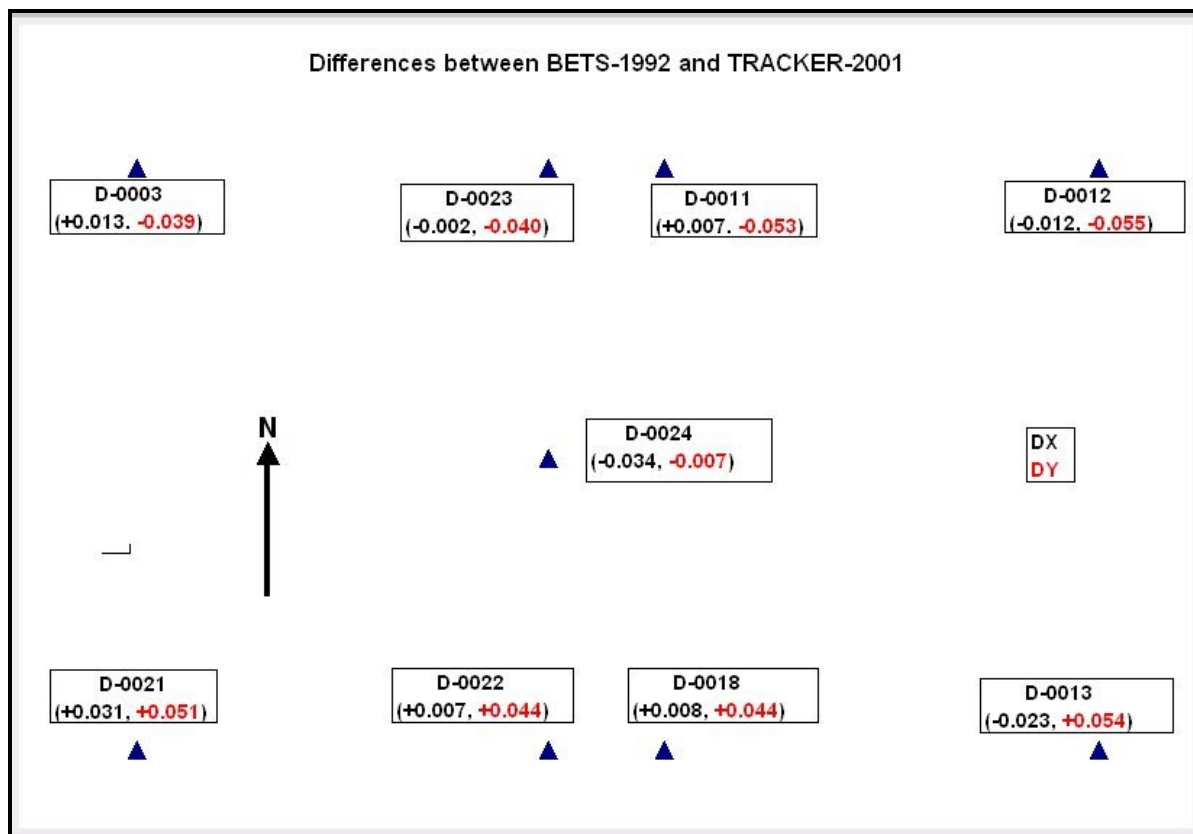 Differences between BETS-1992 and TRACKER-2001
D-0003
(+0.013. -0.039)
D-0023
(-0.002, -0.040)
D-0011
(+0.007. -0.053)
D-0012
(-0.012, -0.055)
N
D-0024
(-0.034, -0.007)
DX
DY
D-0021
(+0.031, +0.051)
D-0022
(+0.007, +0.044)
D-0018
(+0.008, +0.044)
D-0013
(-0.023, +0.054)